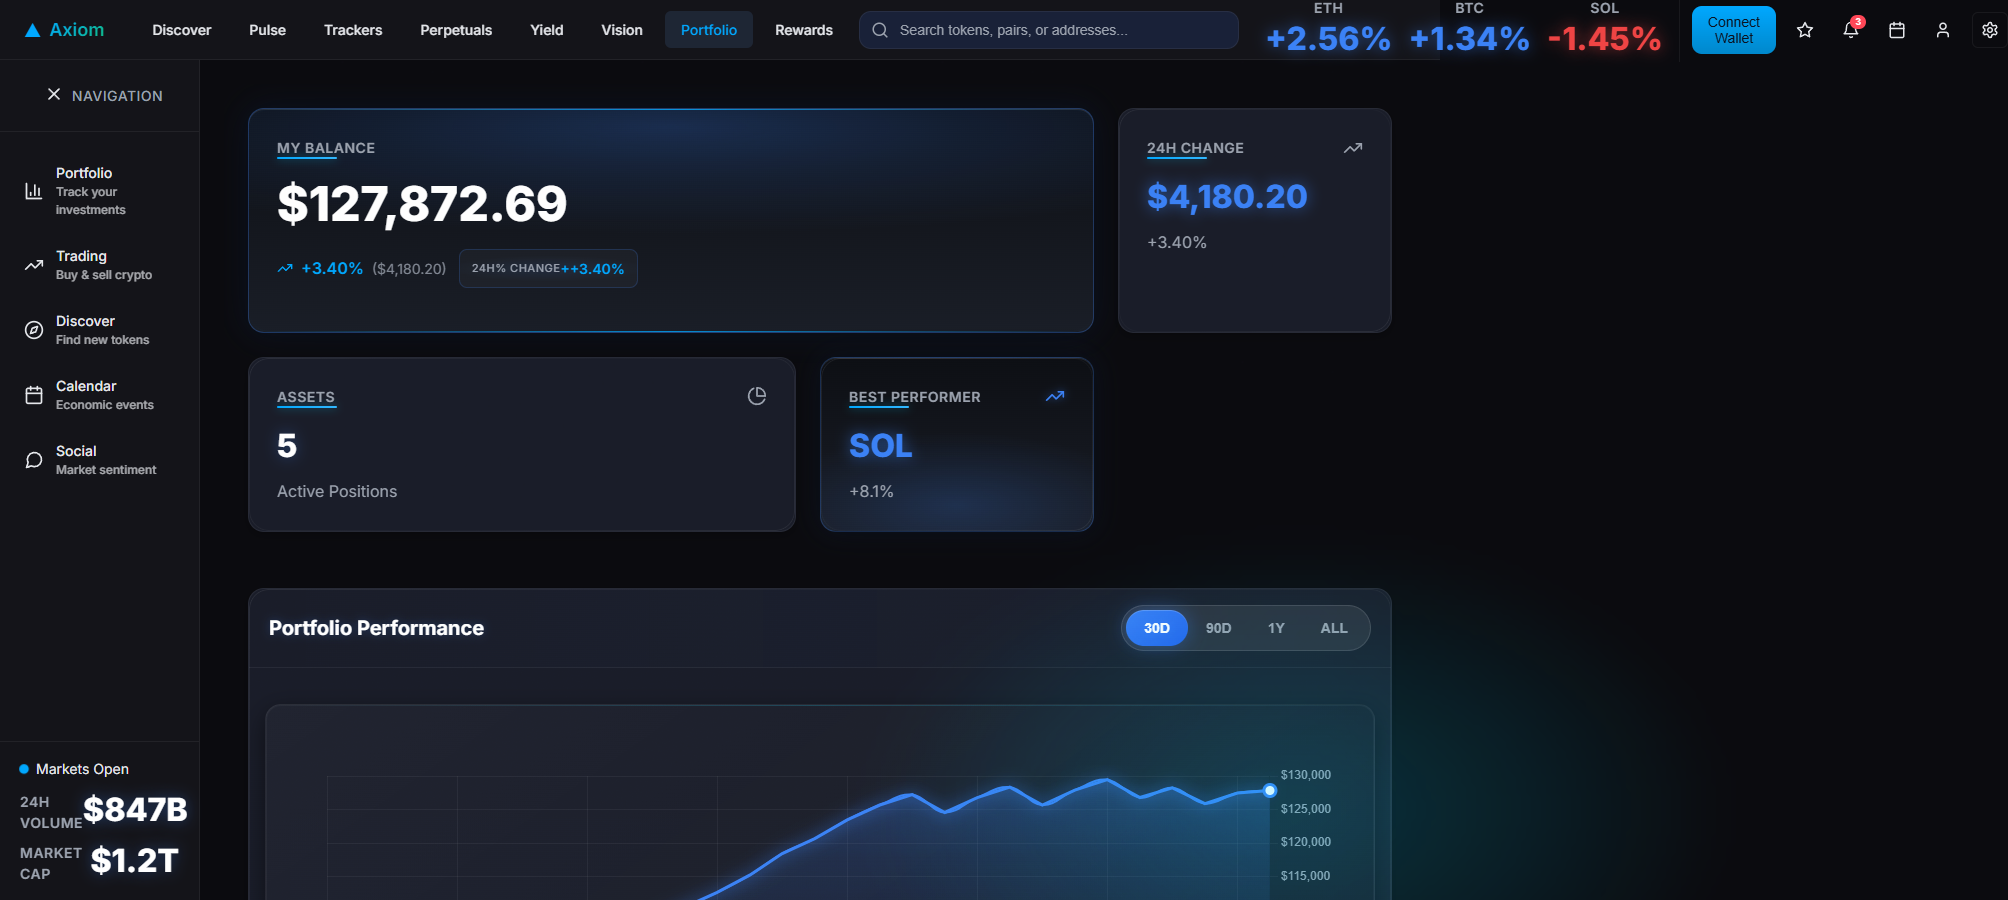 Axiom
Discover
Pulse
Trackers
Perpetuals
Yield
Vision
Portfolio
Rewards
Search tokens, pairs, or addresses...
ETH
+2.56%
BTC
+1.34%
SOL
-1.45%
Connect
Wallet
3
NAVIGATION
Portfolio
Track your
investments
Trading
Buy & sell crypto
Discover
Find new tokens
Calendar
Economic events
Social
Market sentiment
Markets Open
24H
VOLUME
$847B
MARKET
CAP
$1.2T
MY BALANCE
$127,872.69
+3.40% ($4,180.20)
24H% CHANGE++3.40%
24H CHANGE
$4,180.20
+3.40%
ASSETS
5
Active Positions
BEST PERFORMER
SOL
+8.1%
Portfolio Performance
30D
90D
1Y
ALL
$130,000
$125,000
$120,000
$115,000